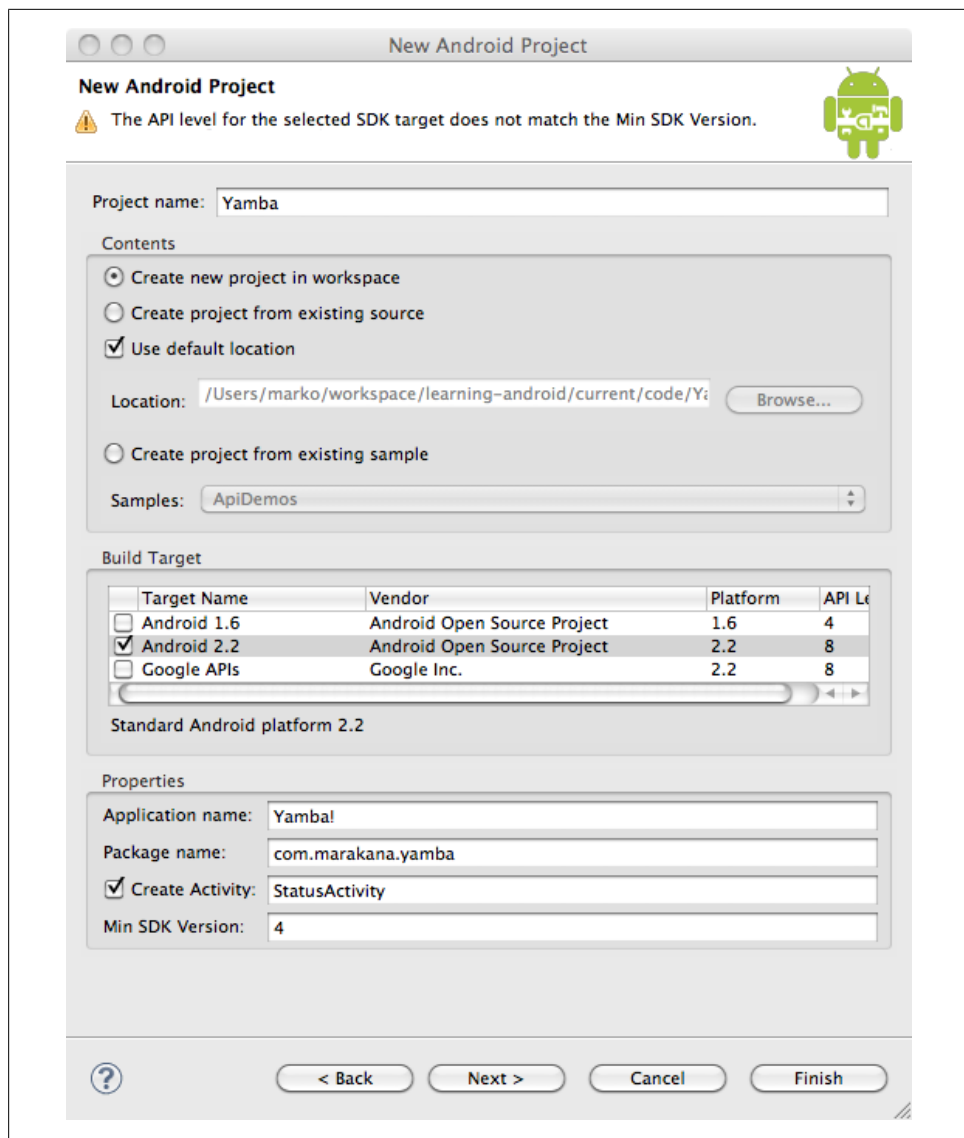 New Android Project
New Android Project
The API level for the selected SDK target does not match the Min SDK Version.
Project name: Yamba
Contents
Create new project in workspace
Create project from existing source
Use default location
Location: /Users/marko/workspace/learning-android/current/code/Ya
Browse...
Create project from existing sample
Samples: ApiDemos
Build Target
Target Name Vendor Platform API Le
Android 1.6 Android Open Source Project 1.6 4
Android 2.2 Android Open Source Project 2.2 8
Google APIs Google Inc. 2.2 8
Standard Android platform 2.2
Properties
Application name: Yamba!
Package name: com.marakana.yamba
Create Activity: StatusActivity
Min SDK Version: 4
? < Back Next > Cancel Finish